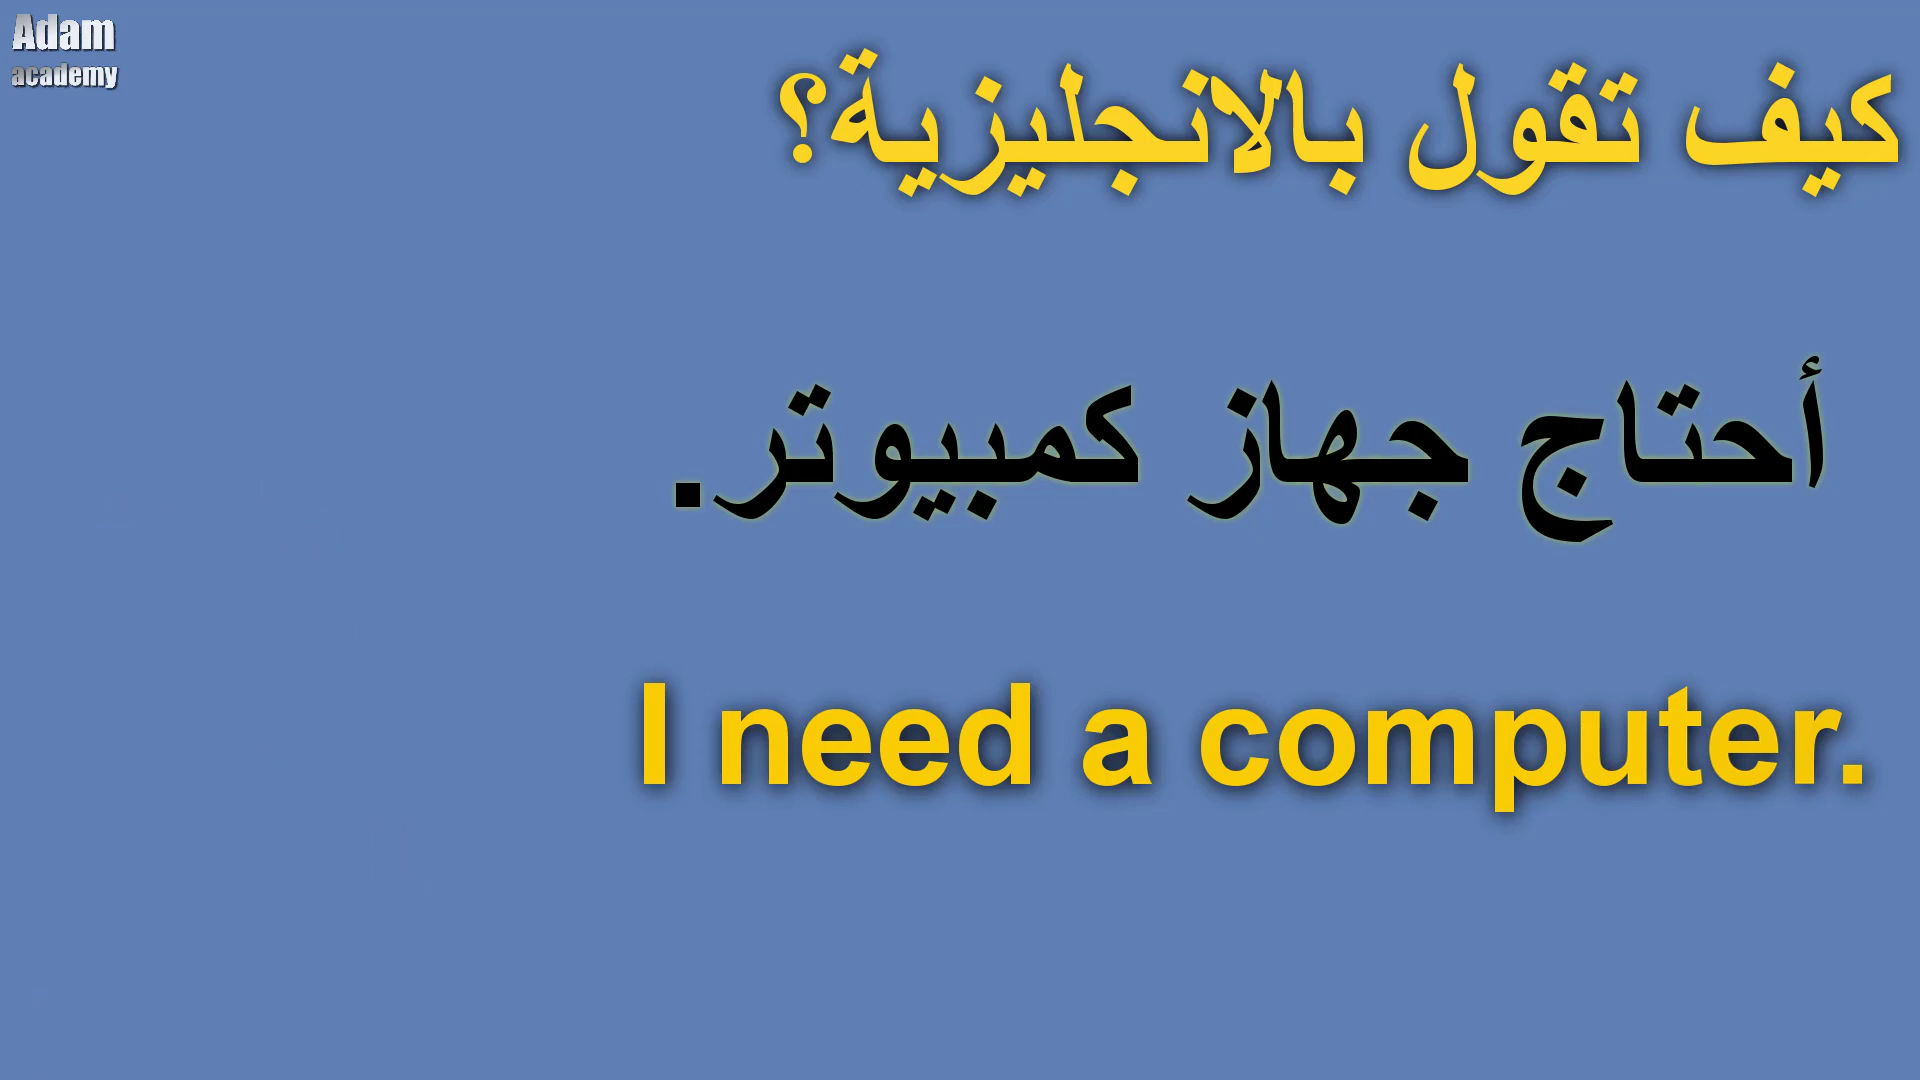 Adam
academy
كيف تقول بالانجليزية؟
أحتاج جهاز كمبيوتر.
I need a computer.